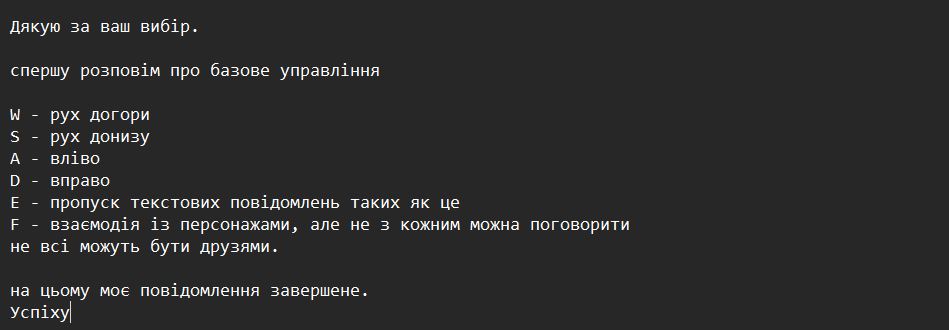 Дякую за ваш вибір.
спершу розповім про базове управління
W - рух догори
S - рух донизу
A - вліво
D - вправо
E - пропуск текстових повідомлень таких як це
F - взаємодія із персонажами, але не з кожним можна поговорити
не всі можуть бути друзями.
на цьому моє повідомлення завершене.
Успіху